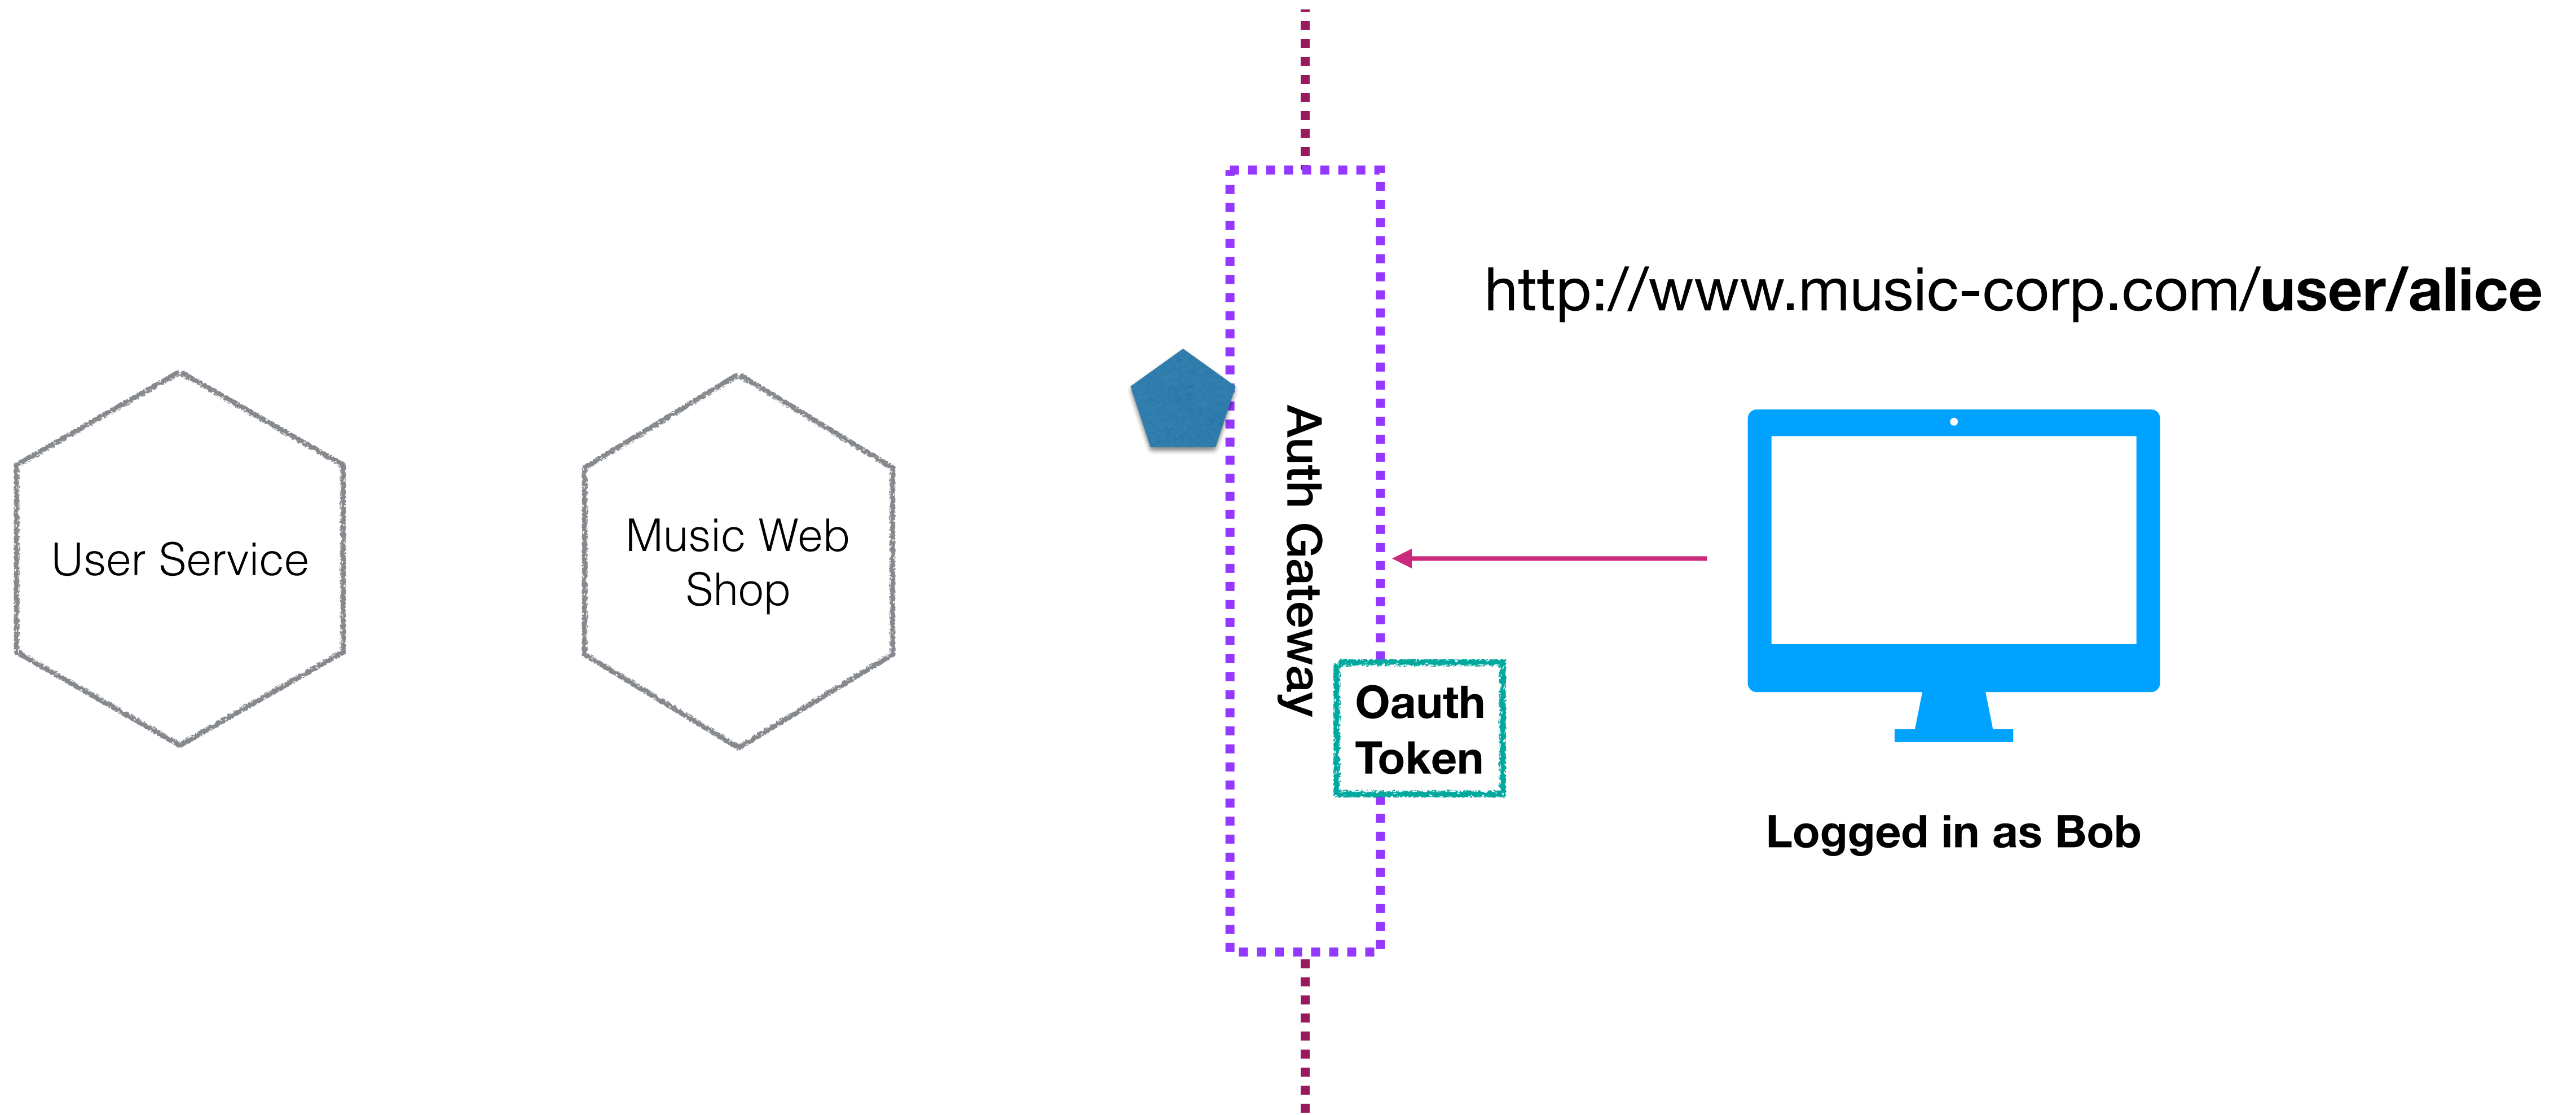 http://www.music-corp.com/user/alice
User Service
Music Web
Shop
Auth Gateway
Oauth
Token
Logged in as Bob